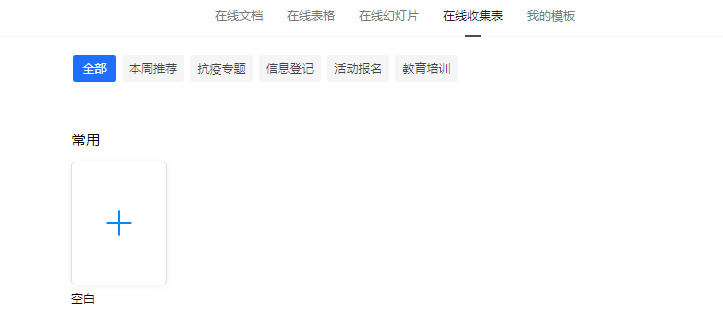 在线文档 在线表格 在线幻灯片 在线收集表 我的模板
全部 本周推荐 抗疫专题 信息登记 活动报名 教育培训
常用
空白